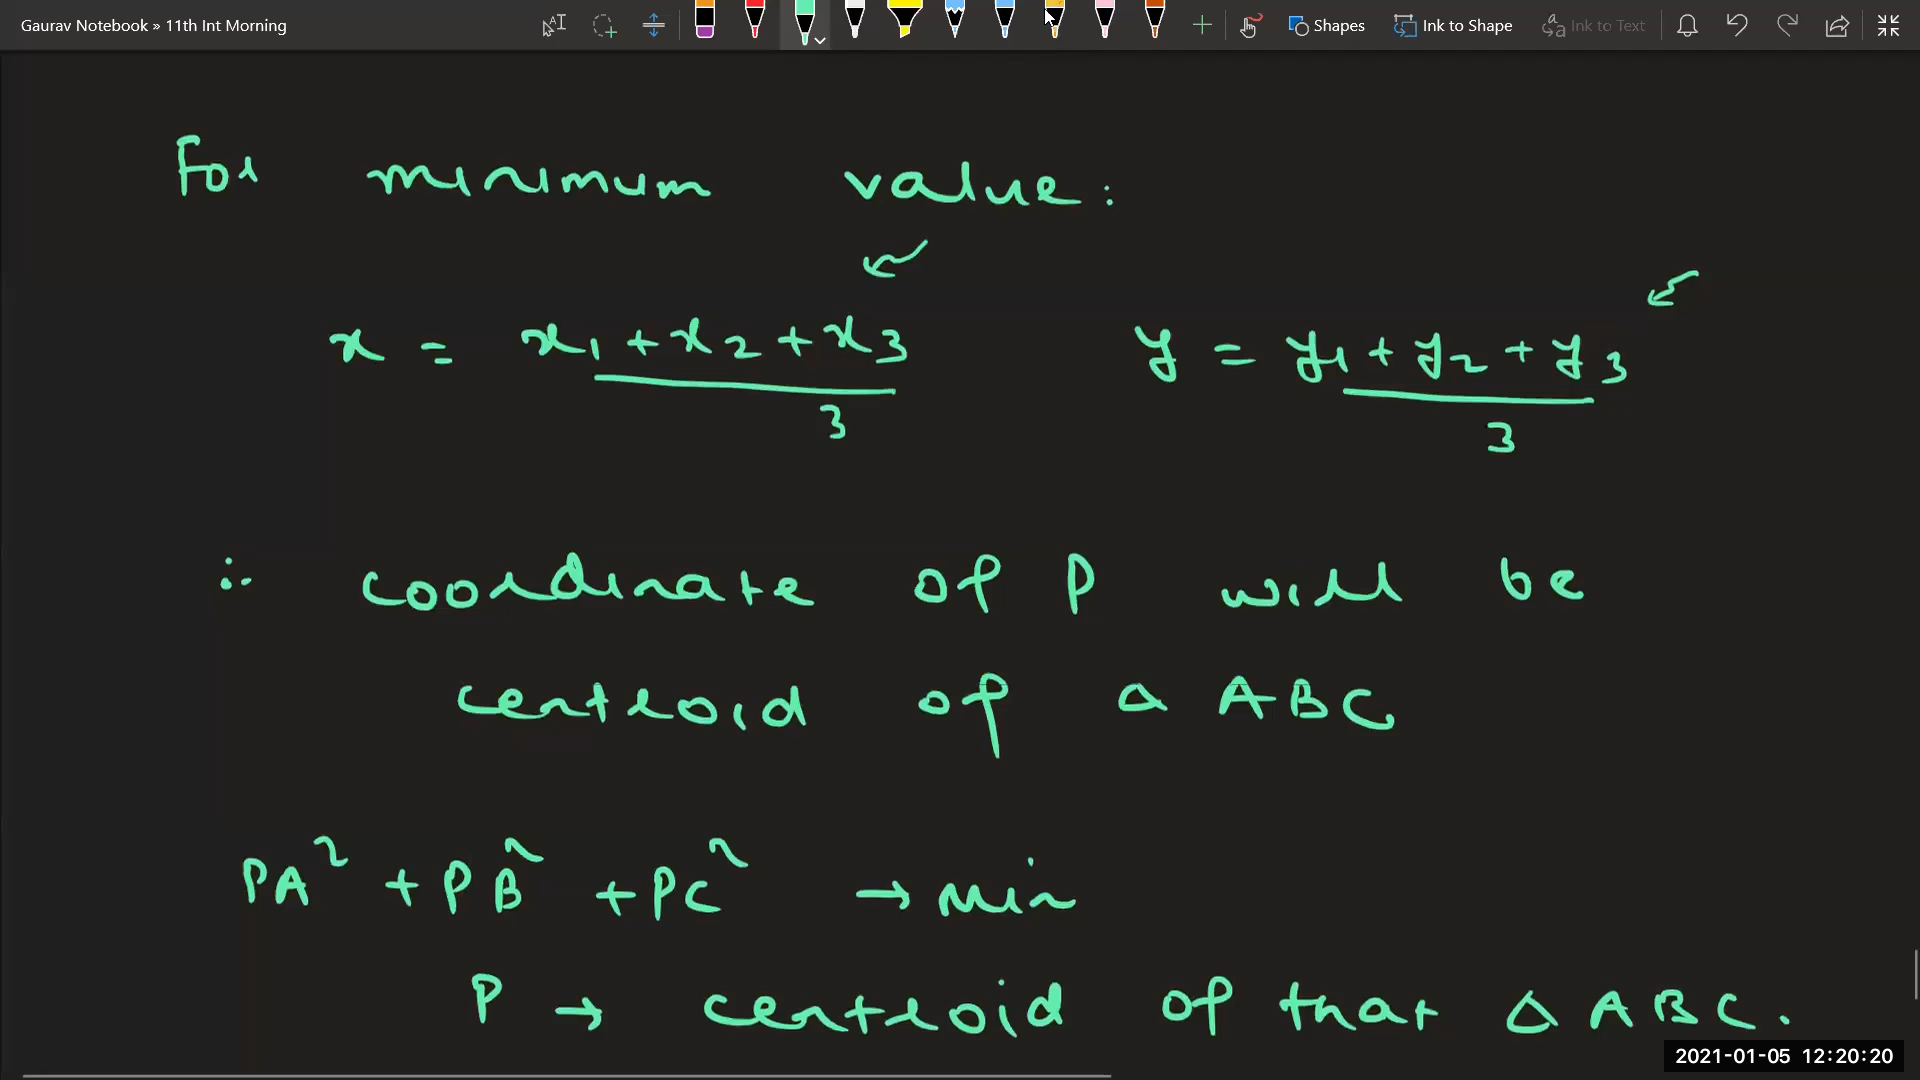 Gaurav Notebook » 11th Int Morning
Shapes
Ink to Shape
Ink to Text
For minimum value:
x = x₁ + x₂ + x₃ / 3    y = y₁ + y₂ + y₃ / 3
∴ coordinate of P will be
centroid of Δ ABC
PA² + PB² + PC² → Min
P → centroid of that Δ ABC.
2021-01-05 12:20:20